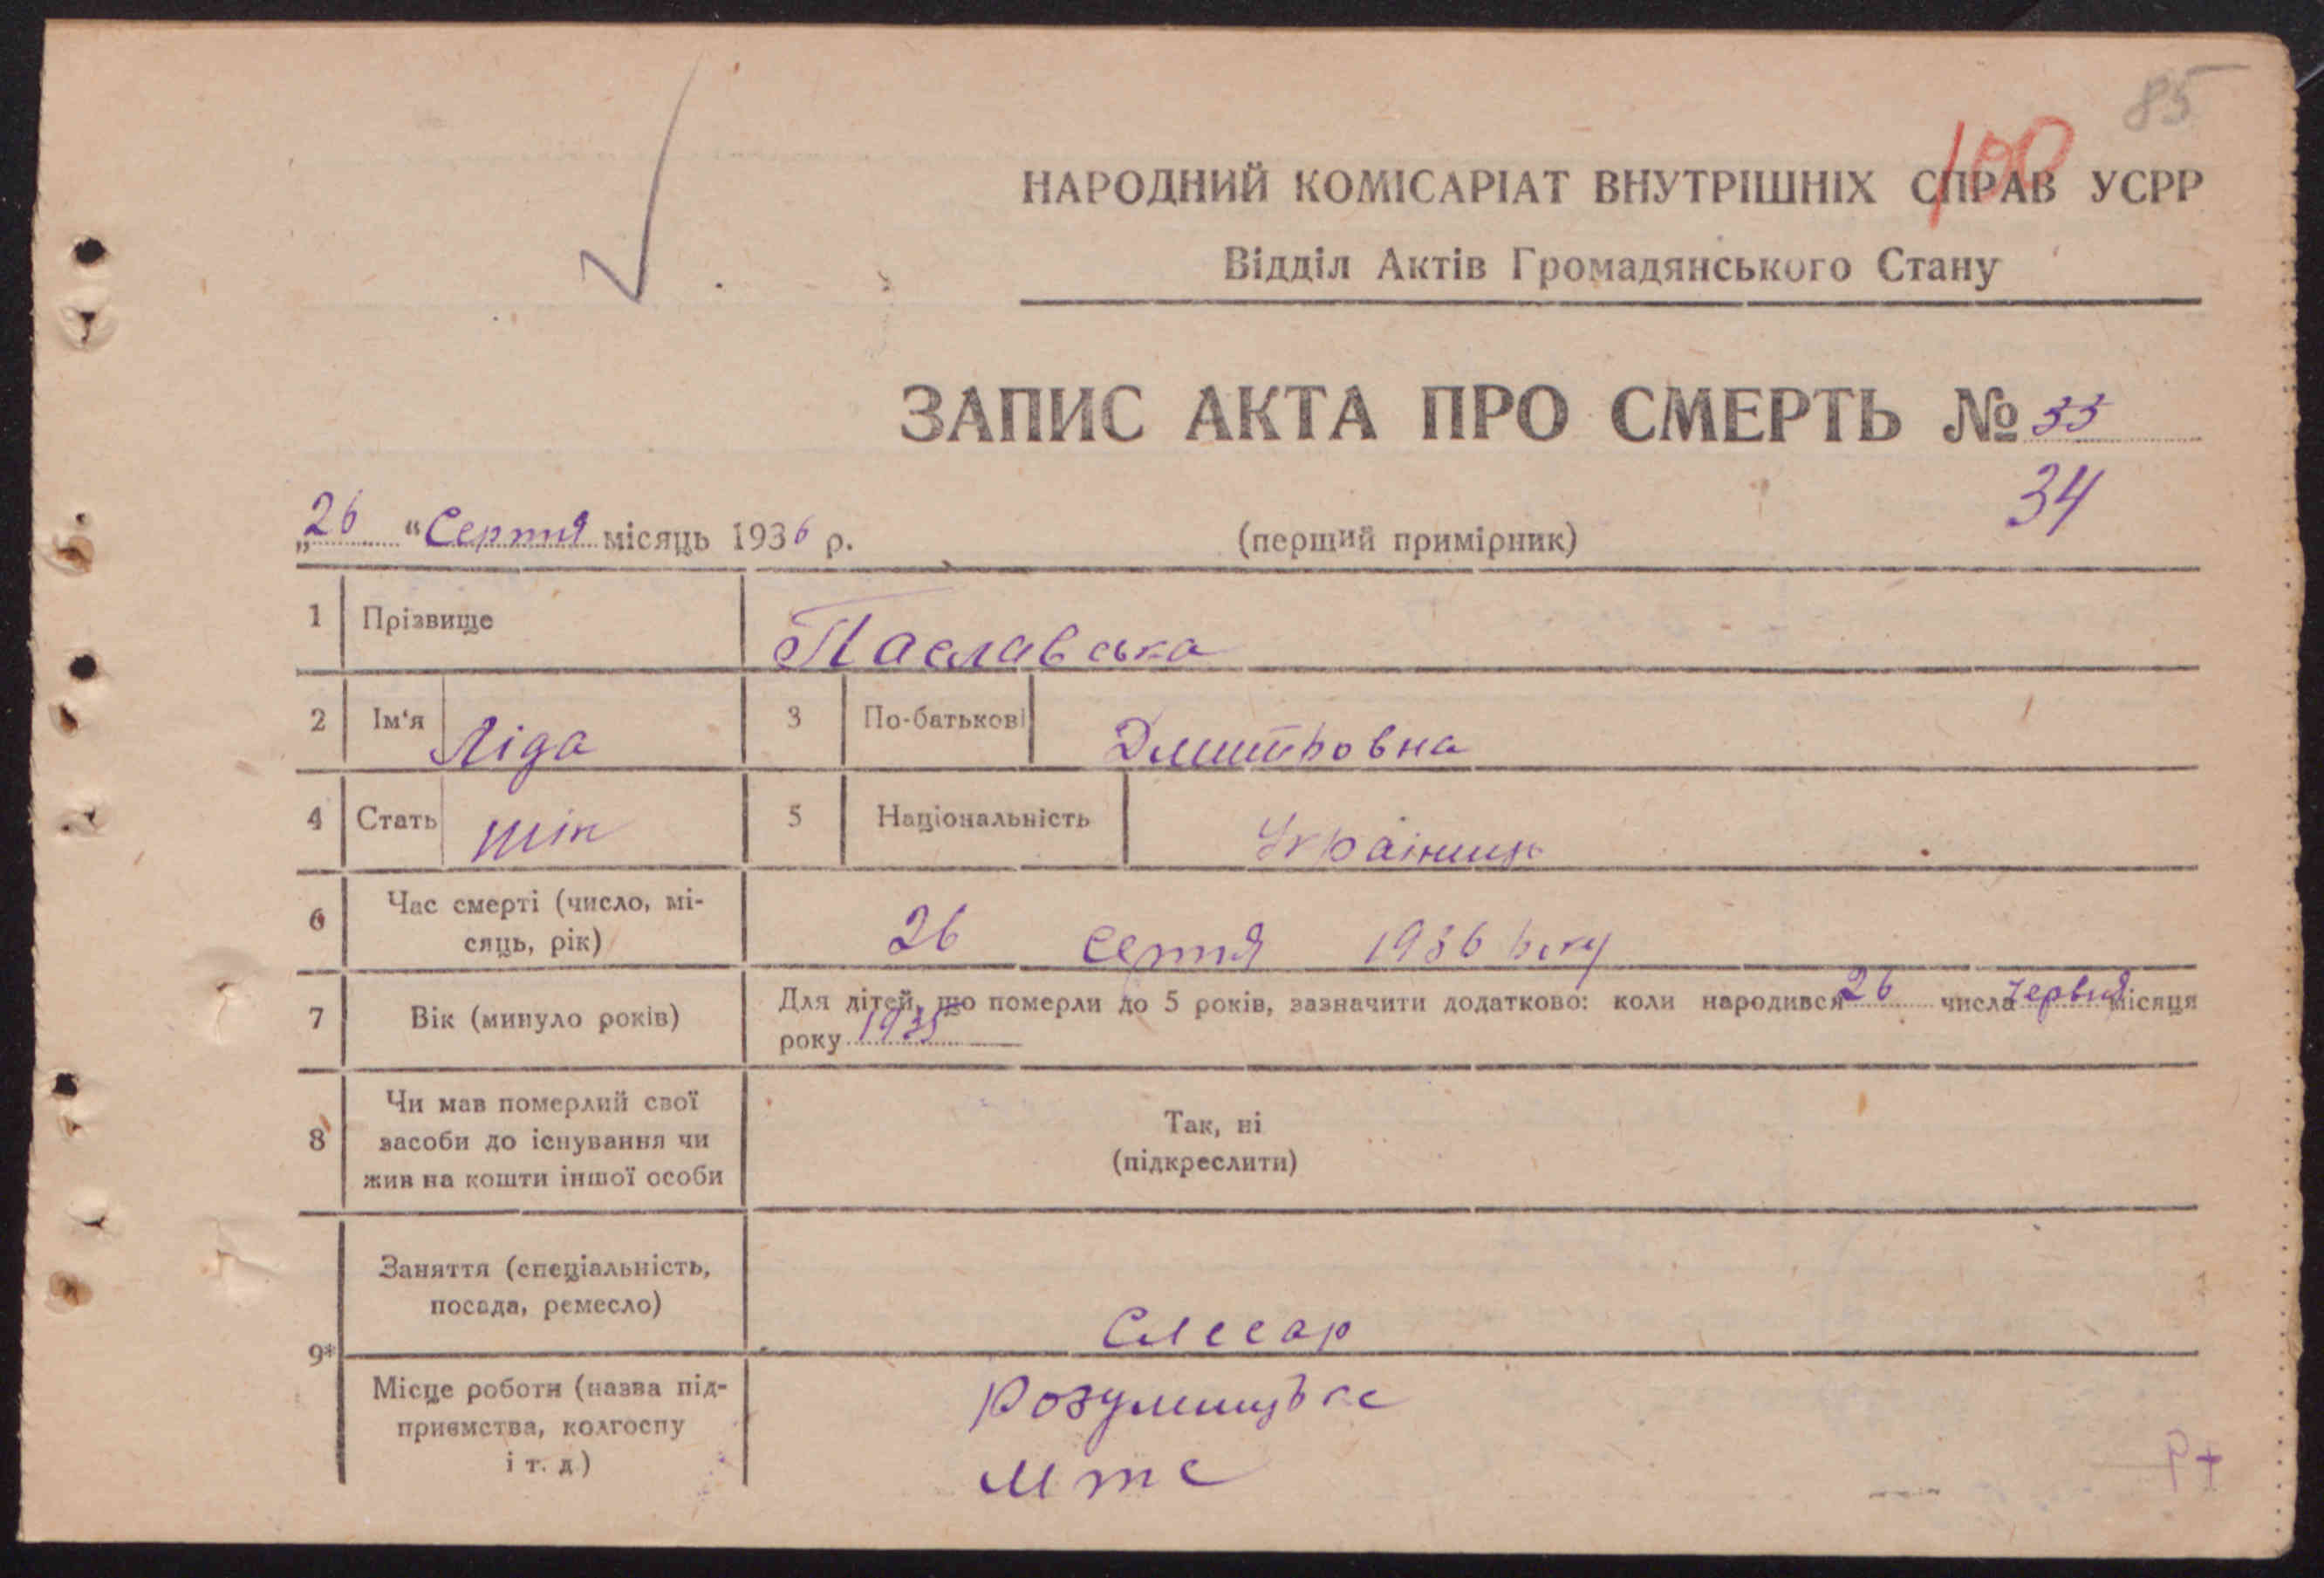 85
100
НАРОДНИЙ КОМІСАРІАТ ВНУТРІШНІХ СПРАВ УСРР
Відділ Актів Громадянського Стану
ЗАПИС АКТА ПРО СМЕРТЬ № 33
34
„26“ Серпня місяць 1936 р. (перший примірник)
1 Прізвище Паславська
2 Ім'я Ліда 3 По-батькові Дмитровна
4 Стать жін 5 Національність
6 Час смерті (число, мі-
сяць, рік) 26 серпня 1936 року
7 Вік (минуло років) Для дітей, що померли до 5 років, зазначити додатково: коли народився 26 числа червня місяця
року 1935
8 Чи мав померлий свої
засоби до існування чи
жив на кошти іншої особи
Так, ні
(підкреслити)
9* Заняття (спеціальність,
посада, ремесло) Слесар
Місце роботи (назва під-
приємства, колгоспу
і т. д.)
Розумницьке
мтс